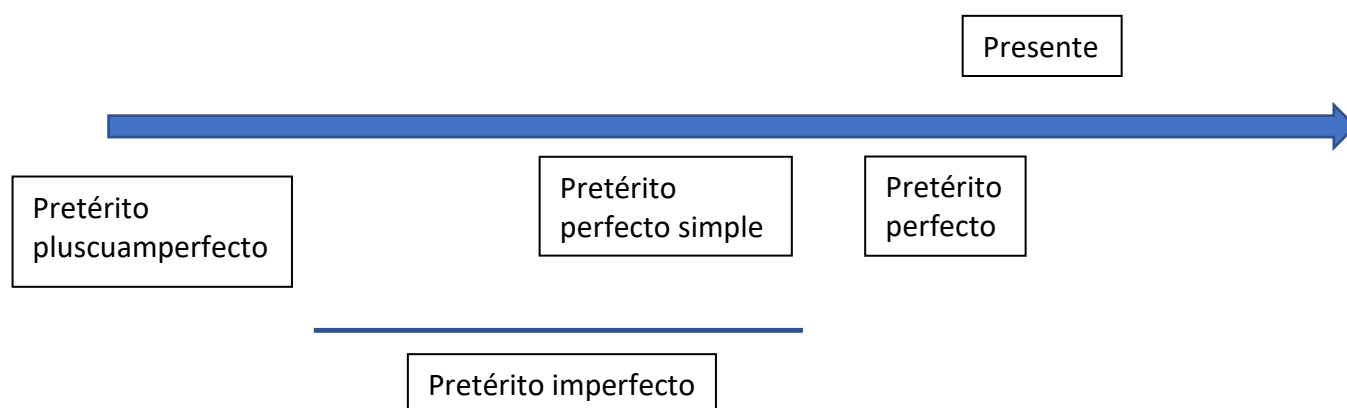 Presente
Pretérito
pluscuamperfecto
Pretérito
perfecto simple
Pretérito
perfecto
Pretérito imperfecto